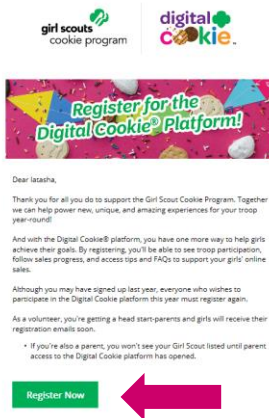 girl scouts
cookie program
digital
cookie
Register for the
Digital Cookie® Platform!
Dear latasha,
Thank you for all you do to support the Girl Scout Cookie Program. Together
we can help power new, unique, and amazing experiences for your troop
year-round!
And with the Digital Cookie® platform, you have one more way to help girls
achieve their goals. By registering, you'll be able to see troop participation,
follow sales progress, and access tips and FAQs to support your girls' online
sales.
Although you may have signed up last year, everyone who wishes to
participate in the Digital Cookie platform this year must register again.
As a volunteer, you're getting a head start-parents and girls will receive their
registration emails soon.
• If you're also a parent, you won't see your Girl Scout listed until parent
access to the Digital Cookie platform has opened.
Register Now